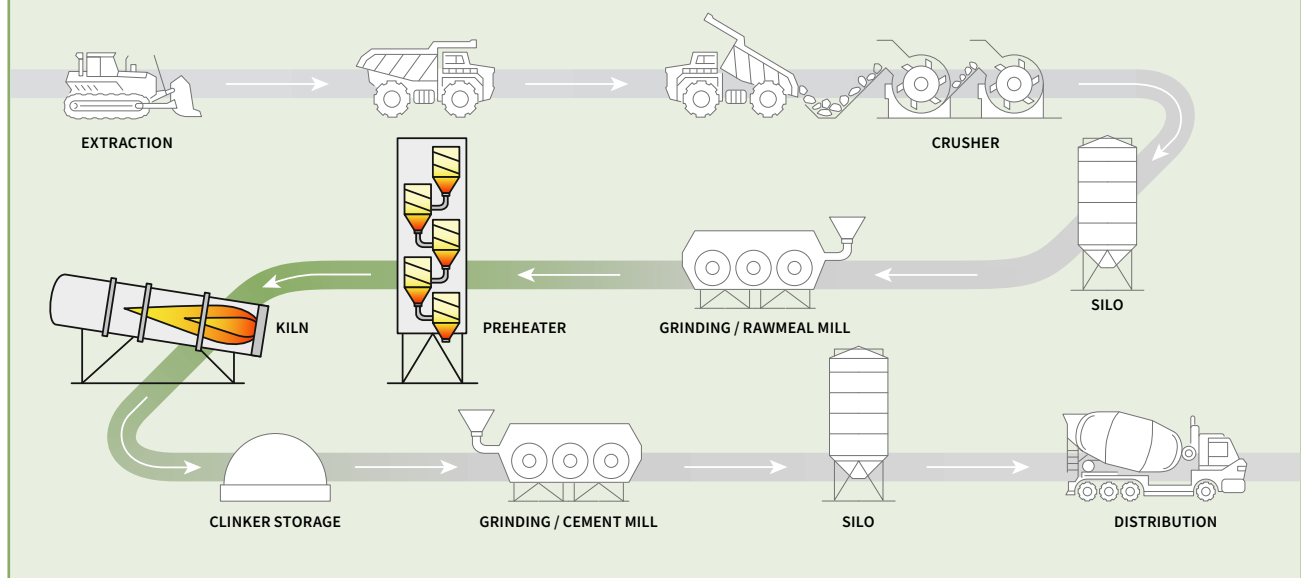 EXTRACTION
CRUSHER
SILO
GRINDING / RAWMEAL MILL
PREHEATER
KILN
CLINKER STORAGE
GRINDING / CEMENT MILL
SILO
DISTRIBUTION